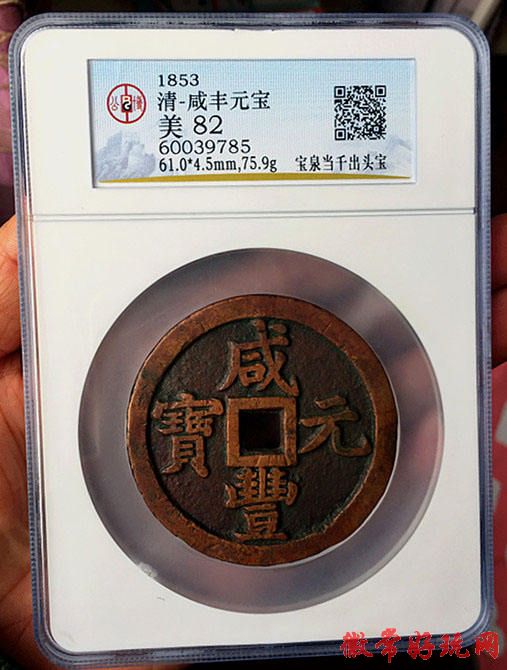 1853
清-咸丰元宝
美 82
60039785
61.0*4.5mm,75.9g 宝泉当千出头宝
咸
豐
元
寶
微常好玩网